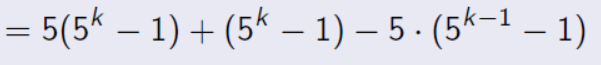 = 5(5^k − 1) + (5^k − 1) − 5 · (5^{k−1} − 1)